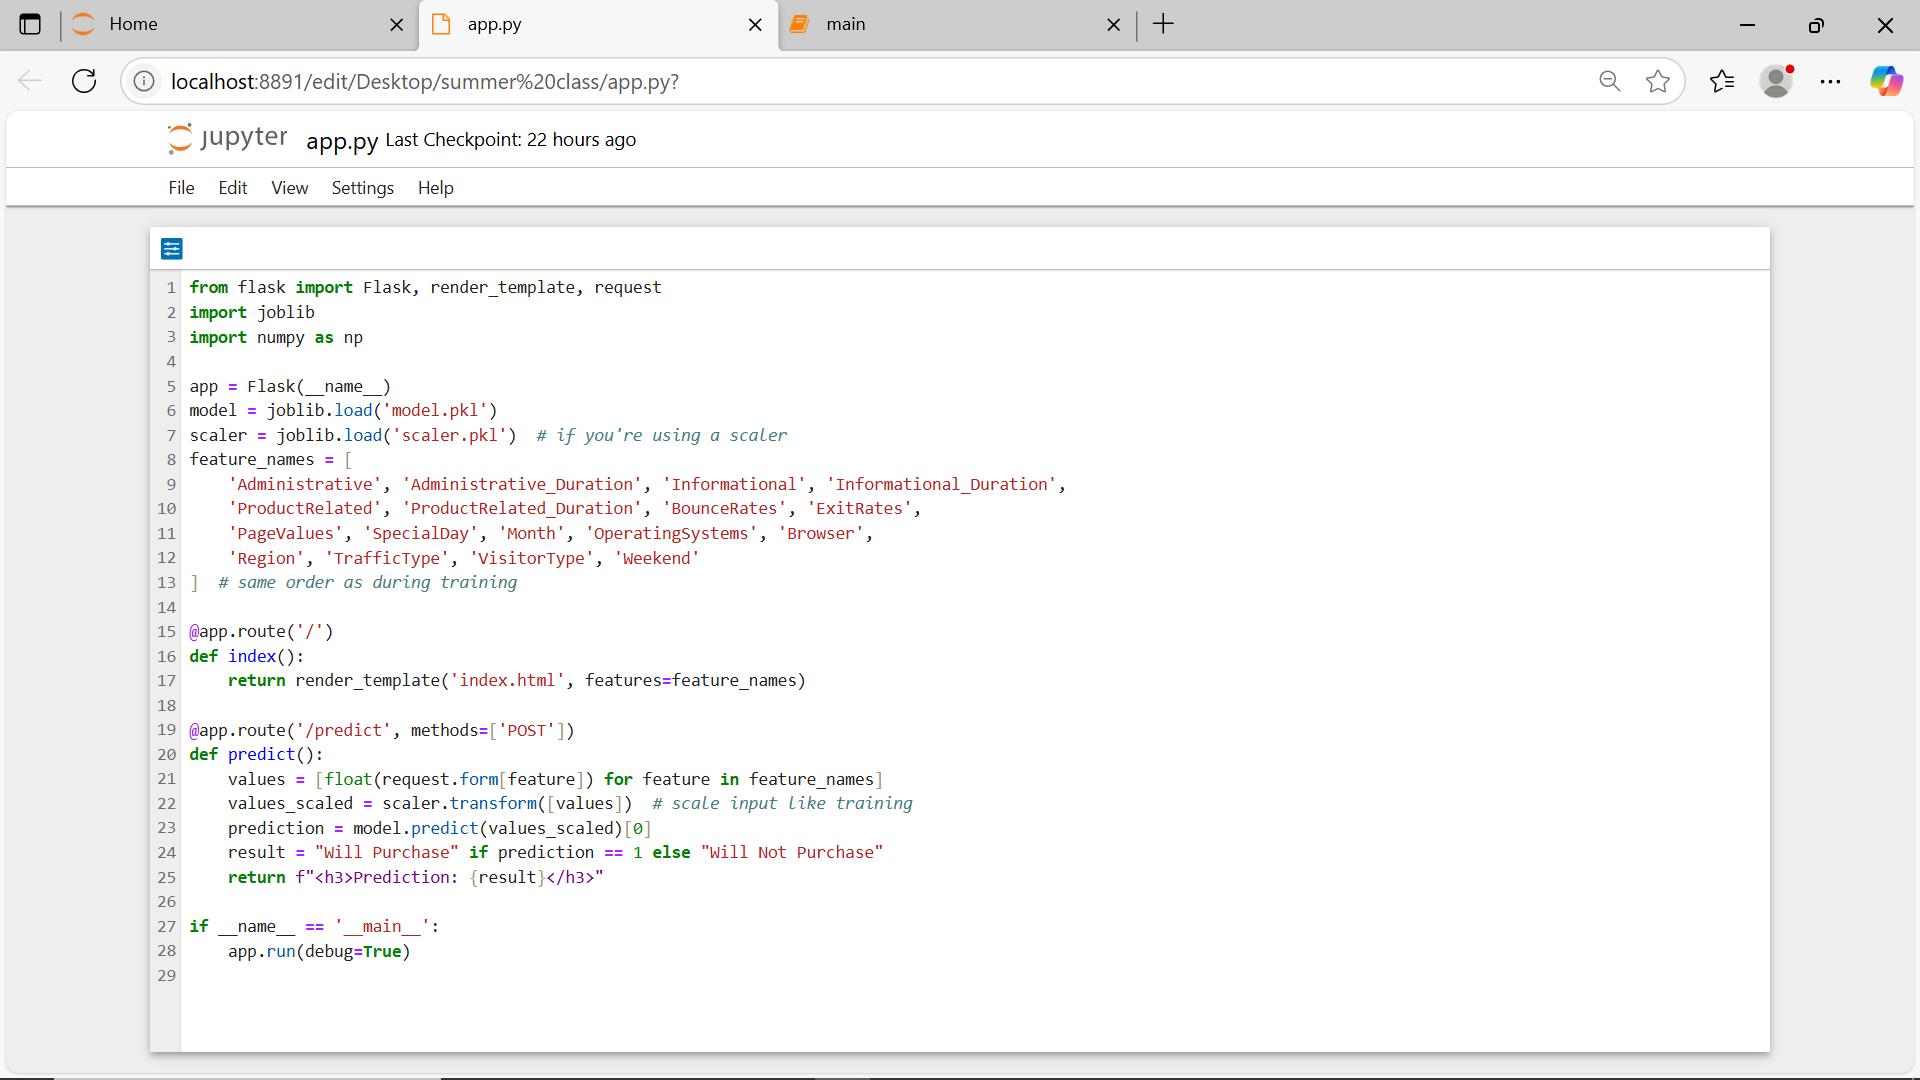 Home
app.py
main
localhost:8891/edit/Desktop/summer%20class/app.py?
jupyter app.py Last Checkpoint: 22 hours ago
File Edit View Settings Help
1 from flask import Flask, render_template, request
2 import joblib
3 import numpy as np
4
5 app = Flask(__name__)
6 model = joblib.load('model.pkl')
7 scaler = joblib.load('scaler.pkl')  # if you're using a scaler
8 feature_names = [
9     'Administrative', 'Administrative_Duration', 'Informational', 'Informational_Duration',
10     'ProductRelated', 'ProductRelated_Duration', 'BounceRates', 'ExitRates',
11     'PageValues', 'SpecialDay', 'Month', 'OperatingSystems', 'Browser',
12     'Region', 'TrafficType', 'VisitorType', 'Weekend'
13 ]  # same order as during training
14
15 @app.route('/')
16 def index():
17     return render_template('index.html', features=feature_names)
18
19 @app.route('/predict', methods=['POST'])
20 def predict():
21     values = [float(request.form[feature]) for feature in feature_names]
22     values_scaled = scaler.transform([values])  # scale input like training
23     prediction = model.predict(values_scaled)[0]
24     result = "Will Purchase" if prediction == 1 else "Will Not Purchase"
25     return f"<h3>Prediction: {result}</h3>"
26
27 if __name__ == '__main__':
28     app.run(debug=True)
29